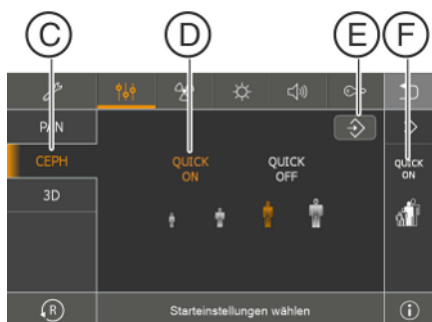 C D E F
PAN
CEPH
QUICK
ON
QUICK
OFF
QUICK
ON
3D
R
Starteinstellungen wählen
i